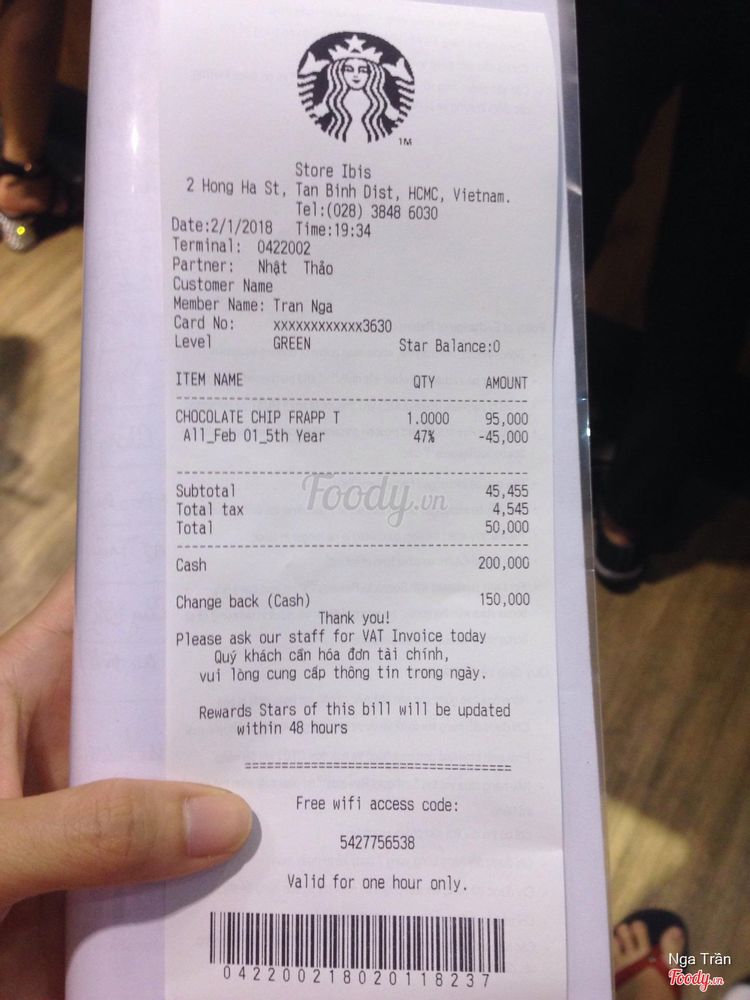 TM
Store Ibis
2 Hong Ha St, Tan Binh Dist, HCMC, Vietnam.
Tel:(028) 3848 6030
Date:2/1/2018 Time:19:34
Terminal: 0422002
Partner: Nhật Thảo
Customer Name
Member Name: Tran Nga
Card No: xxxxxxxxxxxx3630
Level GREEN Star Balance:0
ITEM NAME QTY AMOUNT
CHOCOLATE CHIP FRAPP T 1.0000 95,000
All_Feb 01_5th Year 47% -45,000
Foody.vn
Subtotal 45,455
Total tax 4,545
Total 50,000
Cash 200,000
Change back (Cash) 150,000
Thank you!
Please ask our staff for VAT Invoice today
Quý khách cần hóa đơn tài chính,
vui lòng cung cấp thông tin trong ngày.
Rewards Stars of this bill will be updated
within 48 hours
Free wifi access code:
5427756538
Valid for one hour only.
0422002180201118237
Nga Trần
Foody.vn